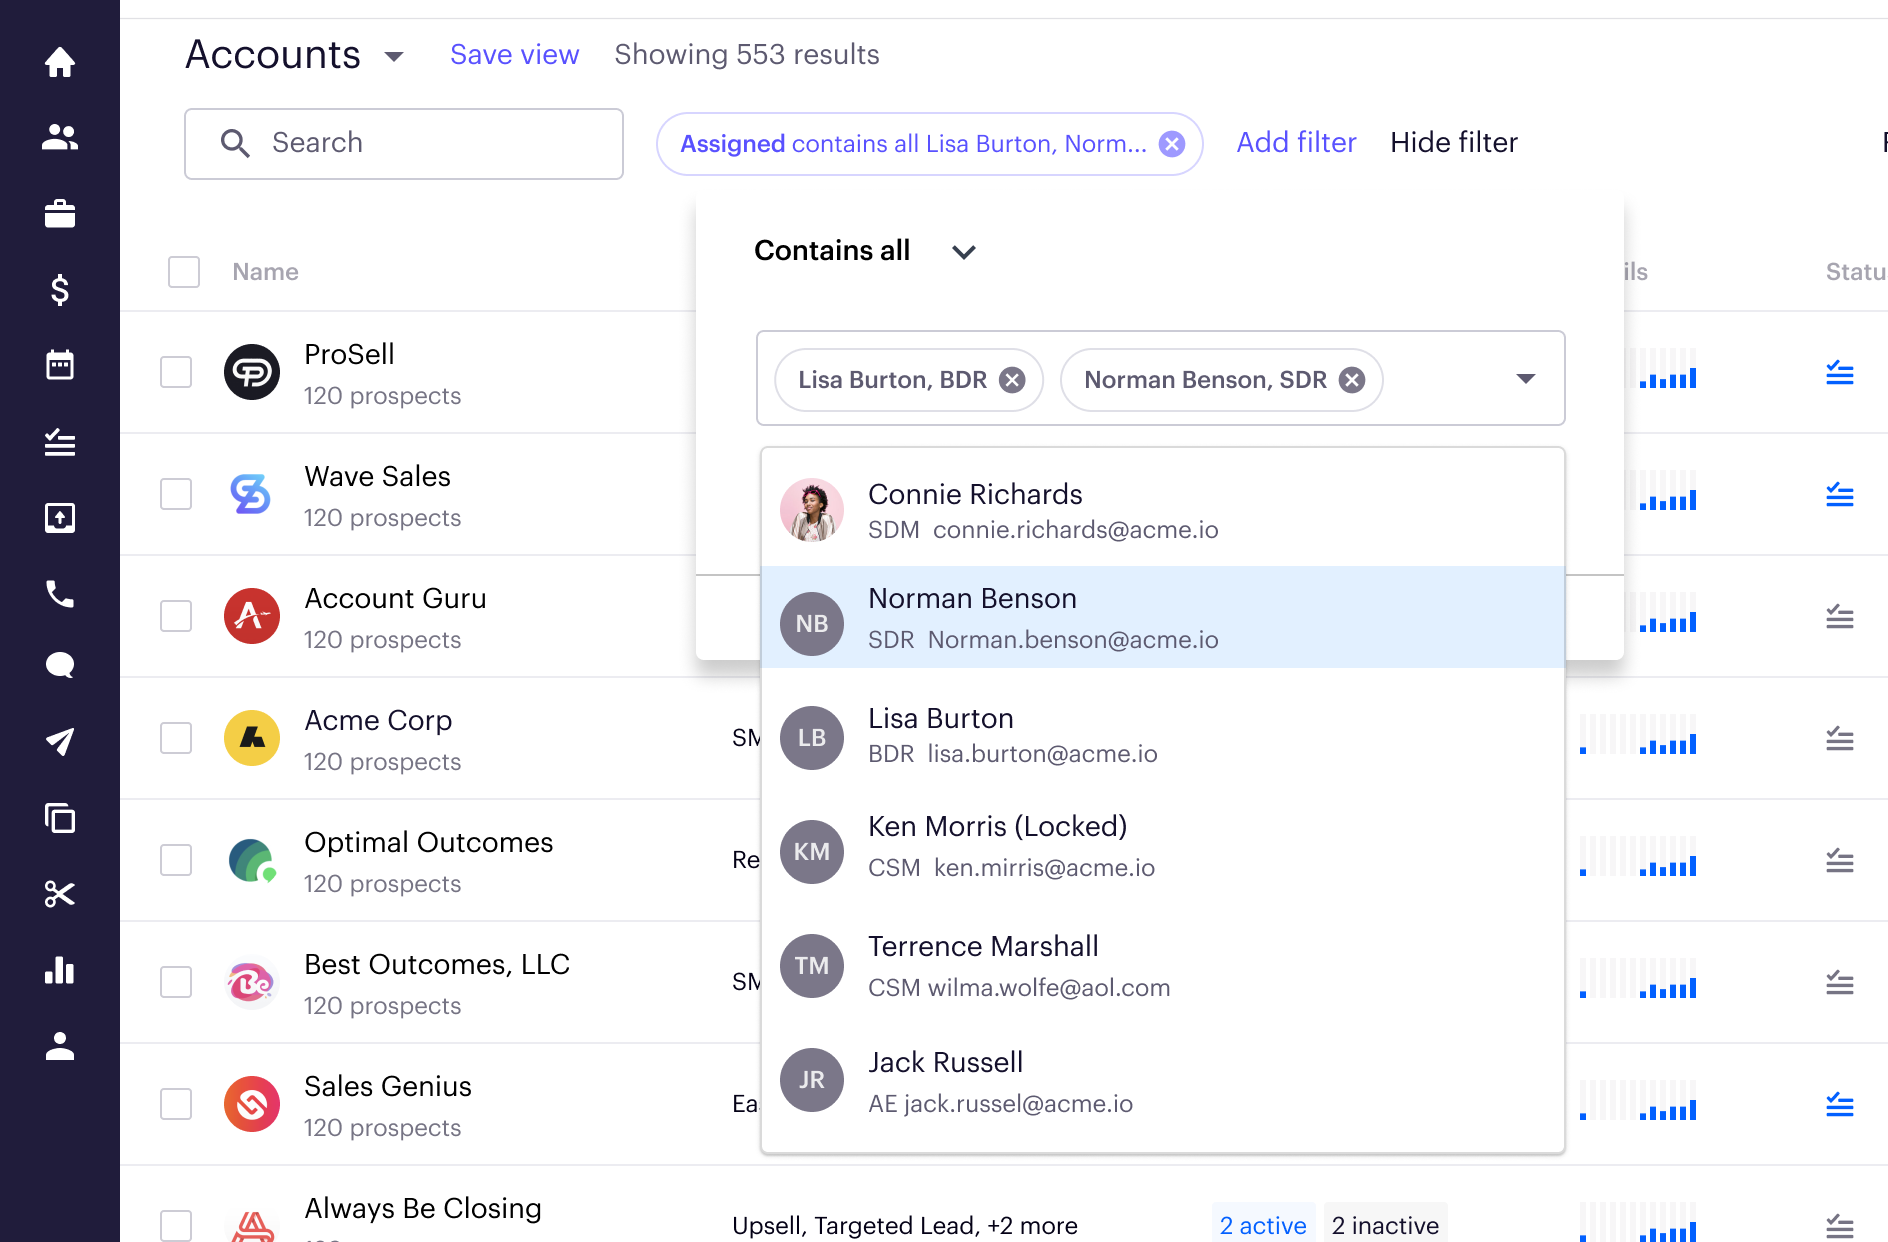 Accounts Save view Showing 553 results
Search Assigned contains all Lisa Burton, Norm... Add filter Hide filter
Contains all
Name
ProSell
120 prospects
Lisa Burton, BDR Norman Benson, SDR
Wave Sales
120 prospects
Connie Richards
SDM connie.richards@acme.io
Account Guru
120 prospects
NB
Norman Benson
SDR Norman.benson@acme.io
Acme Corp
120 prospects
LB
Lisa Burton
BDR lisa.burton@acme.io
Optimal Outcomes
120 prospects
KM
Ken Morris (Locked)
CSM ken.mirris@acme.io
Be
Best Outcomes, LLC
120 prospects
TM
Terrence Marshall
CSM wilma.wolfe@aol.com
Sales Genius
120 prospects
JR
Jack Russell
AE jack.russel@acme.io
Always Be Closing
Upsell, Targeted Lead, +2 more 2 active 2 inactive